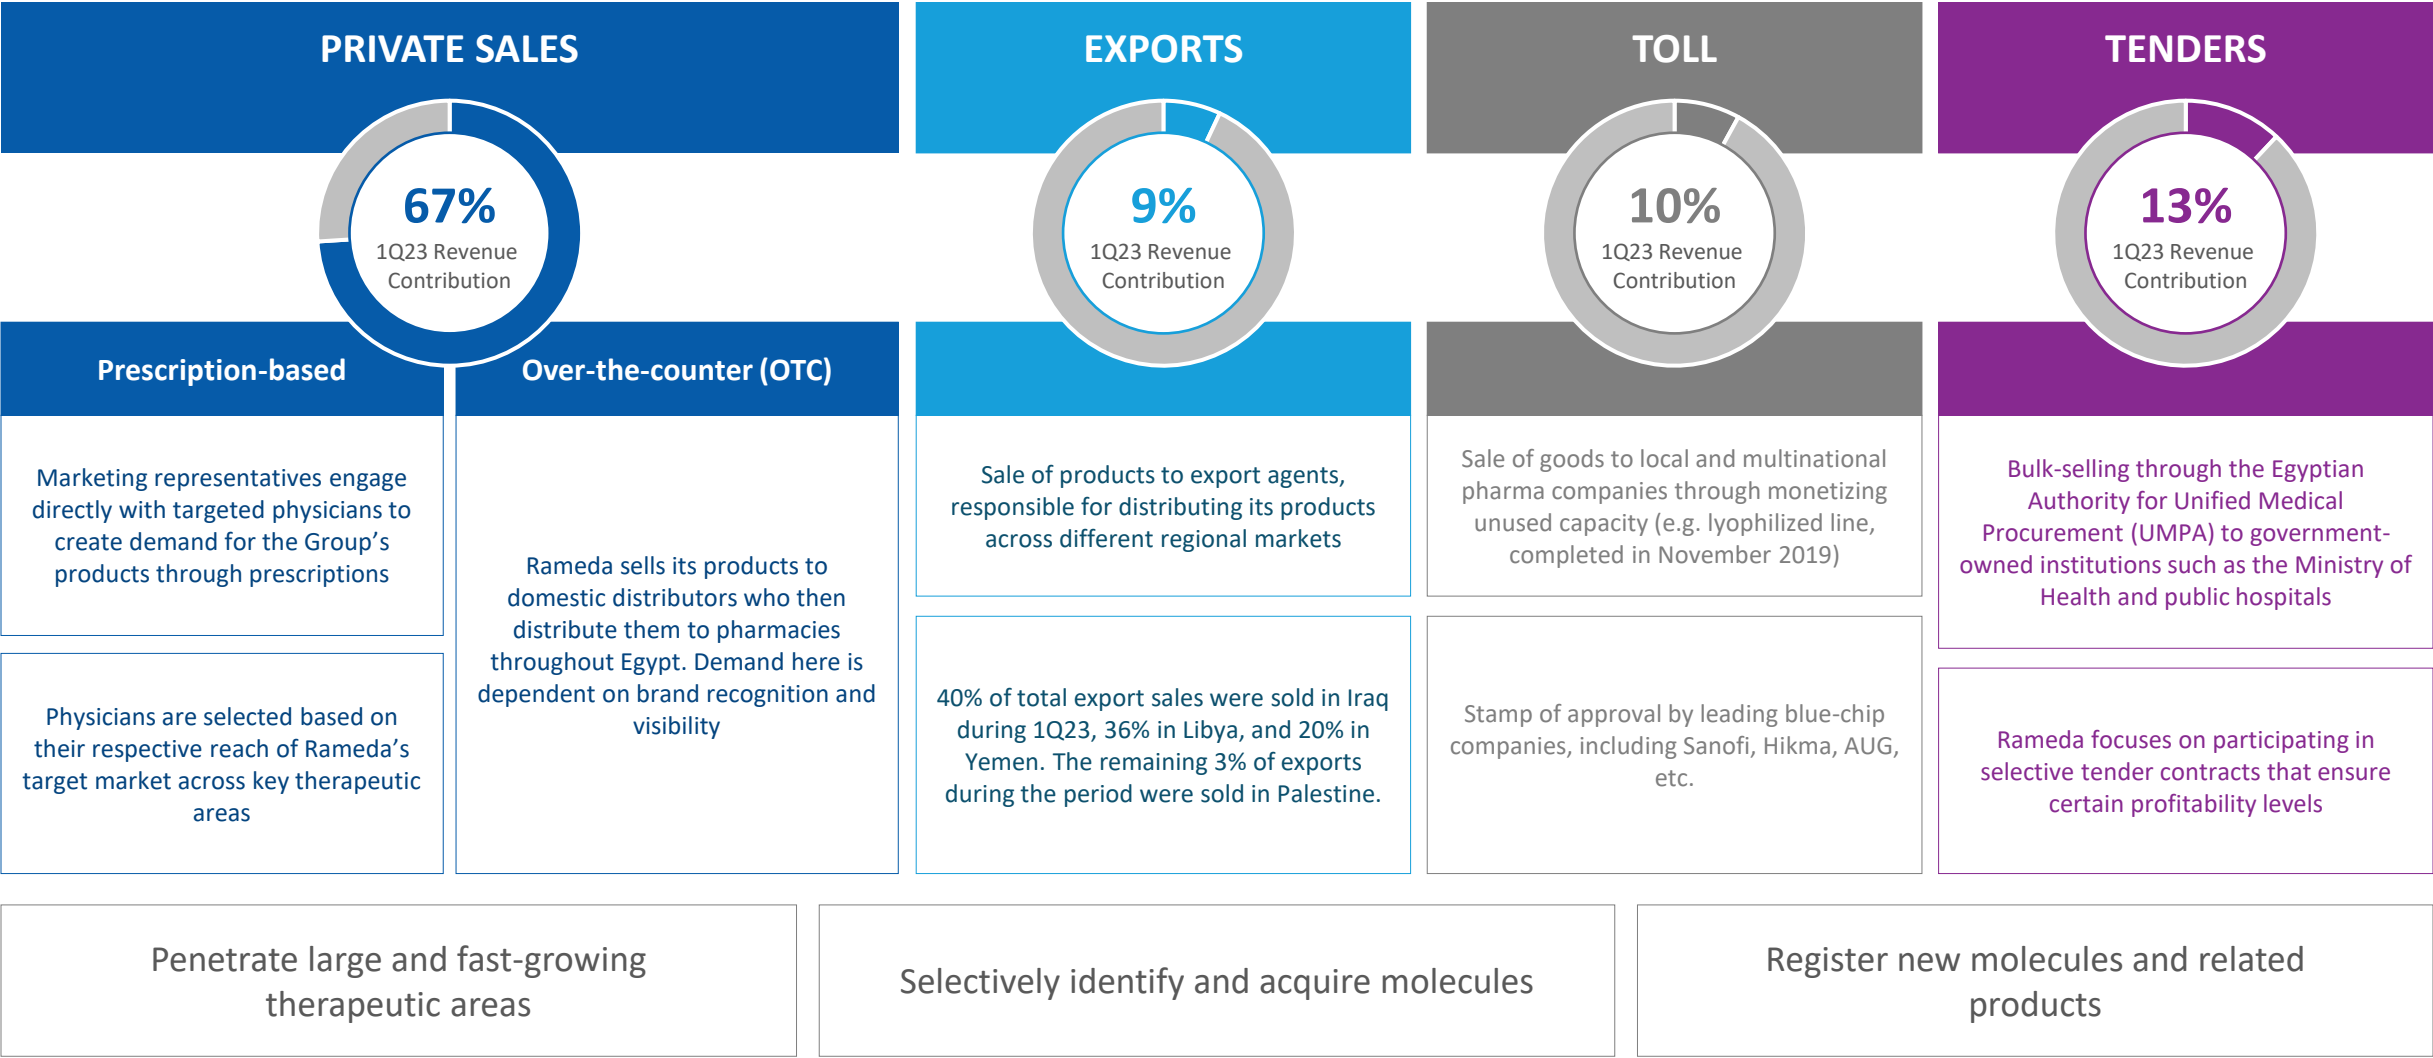 PRIVATE SALES
67%
1Q23 Revenue
Contribution
Prescription-based
Over-the-counter (OTC)
Marketing representatives engage
directly with targeted physicians to
create demand for the Group’s
products through prescriptions
Physicians are selected based on
their respective reach of Rameda’s
target market across key therapeutic
areas
Rameda sells its products to
domestic distributors who then
distribute them to pharmacies
throughout Egypt. Demand here is
dependent on brand recognition and
visibility
EXPORTS
9%
1Q23 Revenue
Contribution
Sale of products to export agents,
responsible for distributing its products
across different regional markets
40% of total export sales were sold in Iraq
during 1Q23, 36% in Libya, and 20% in
Yemen. The remaining 3% of exports
during the period were sold in Palestine.
TOLL
10%
1Q23 Revenue
Contribution
Sale of goods to local and multinational
pharma companies through monetizing
unused capacity (e.g. lyophilized line,
completed in November 2019)
Stamp of approval by leading blue-chip
companies, including Sanofi, Hikma, AUG,
etc.
TENDERS
13%
1Q23 Revenue
Contribution
Bulk-selling through the Egyptian
Authority for Unified Medical
Procurement (UMPA) to government-
owned institutions such as the Ministry of
Health and public hospitals
Rameda focuses on participating in
selective tender contracts that ensure
certain profitability levels
Penetrate large and fast-growing
therapeutic areas
Selectively identify and acquire molecules
Register new molecules and related
products